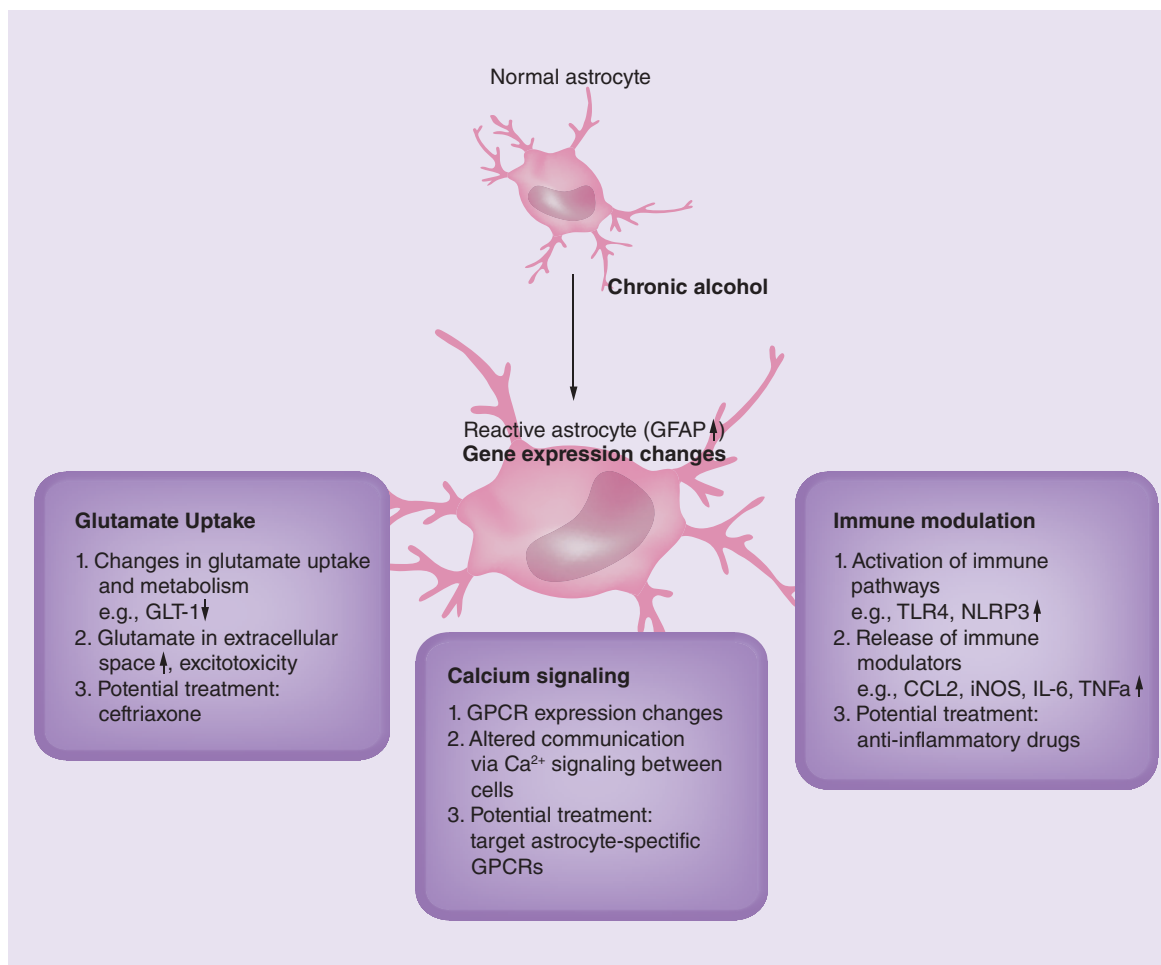 Normal astrocyte
Chronic alcohol
Reactive astrocyte (GFAP↑)
Gene expression changes
Glutamate Uptake
1. Changes in glutamate uptake
and metabolism
e.g., GLT-1↓
2. Glutamate in extracellular
space↑, excitotoxicity
3. Potential treatment:
ceftriaxone
Calcium signaling
1. GPCR expression changes
2. Altered communication
via Ca²⁺ signaling between
cells
3. Potential treatment:
target astrocyte-spectific
GPCRs
Immune modulation
1. Activation of immune
pathways
e.g., TLR4, NLRP3↑
2. Release of immune
modulators
e.g., CCL2, iNOS, IL-6, TNFa↑
3. Potential treatment:
anti-inflammatory drugs